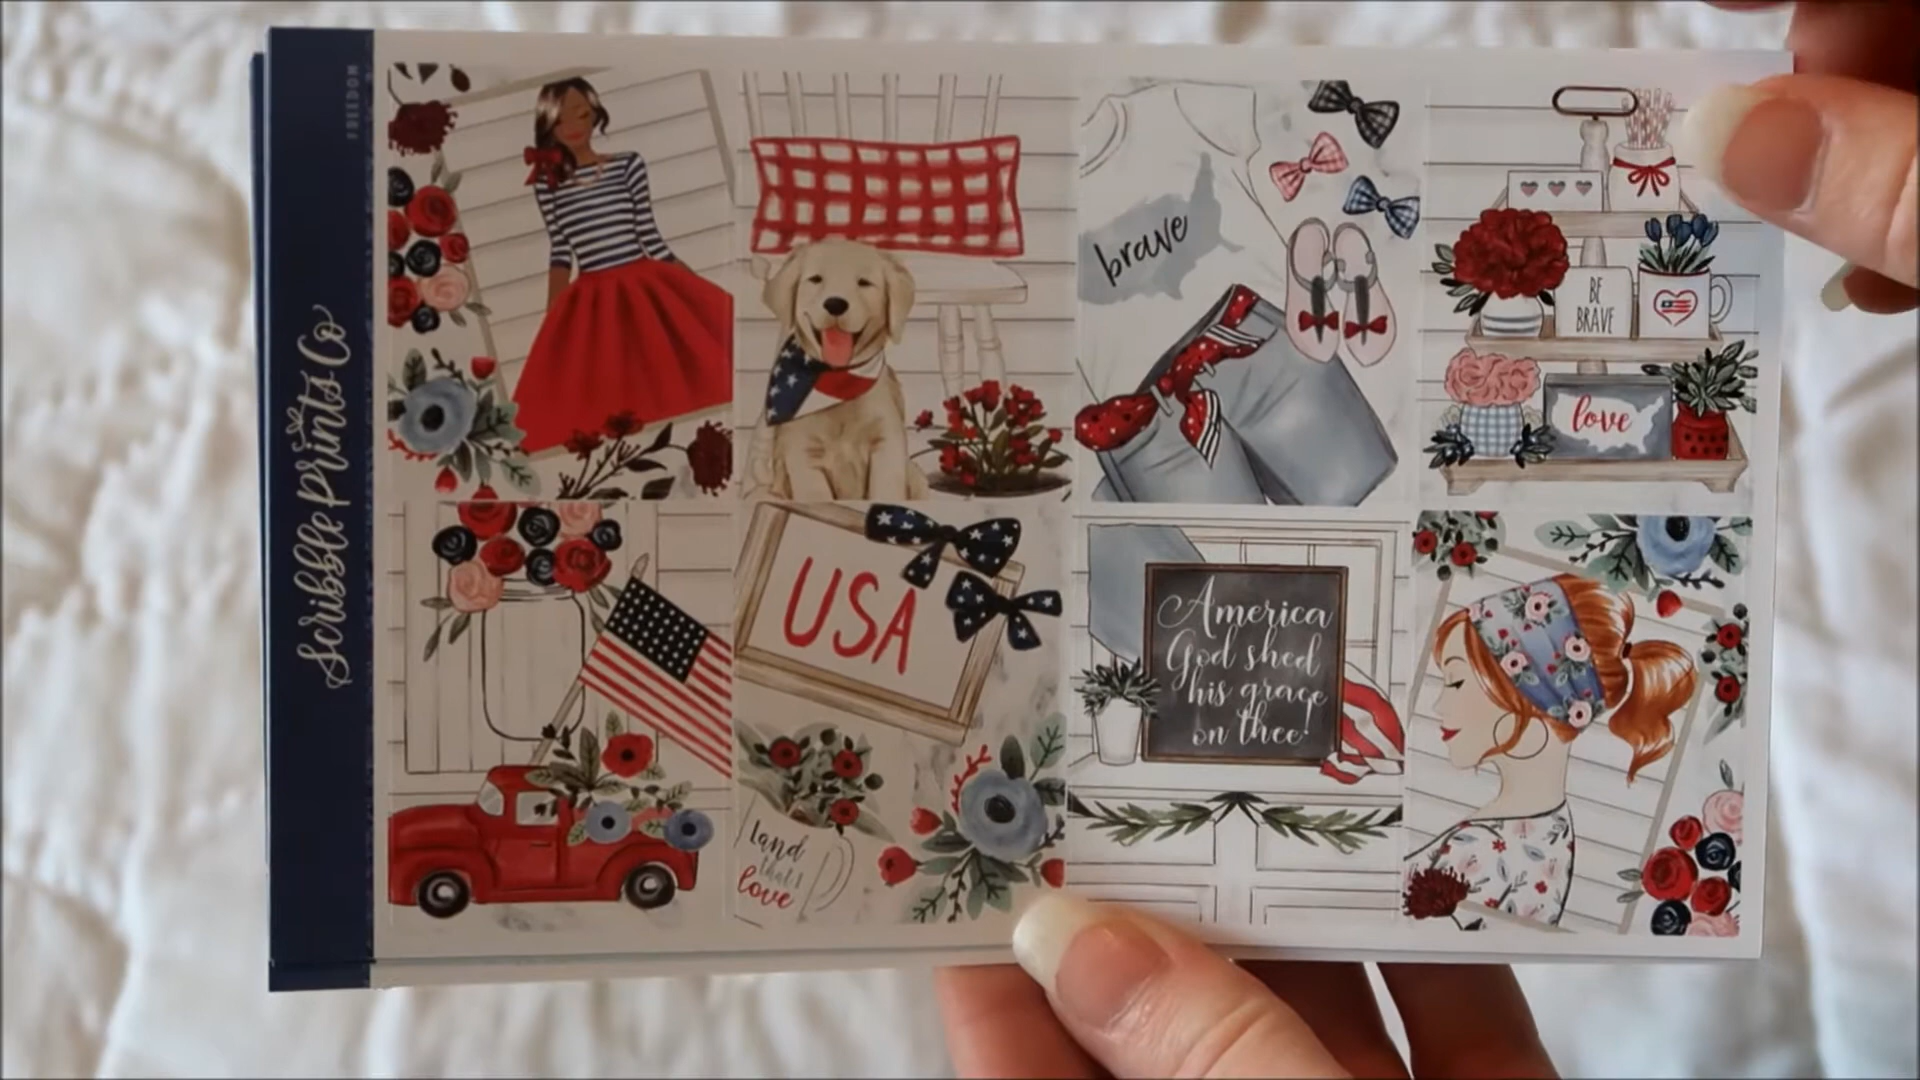 FREEDOM
Scribble Prints Co
brave
BE
BRAVE
love
USA
Land
that I
love
America
God shed
his grace
on thee!